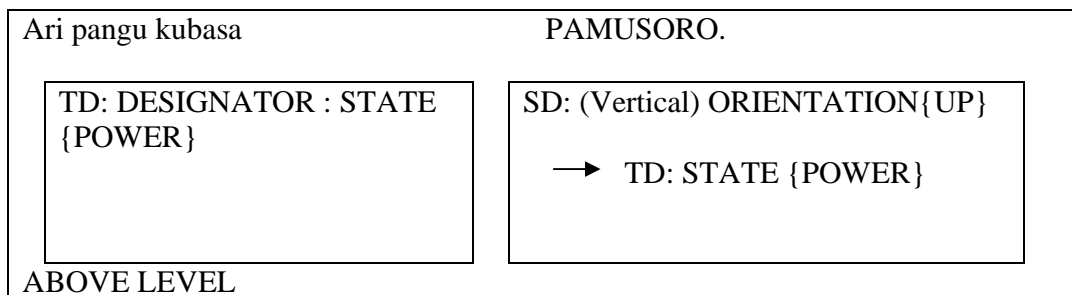 Ari pangu kubasa PAMUSORO.
TD: DESIGNATOR : STATE
{POWER}
SD: (Vertical) ORIENTATION{UP}
TD: STATE {POWER}
ABOVE LEVEL